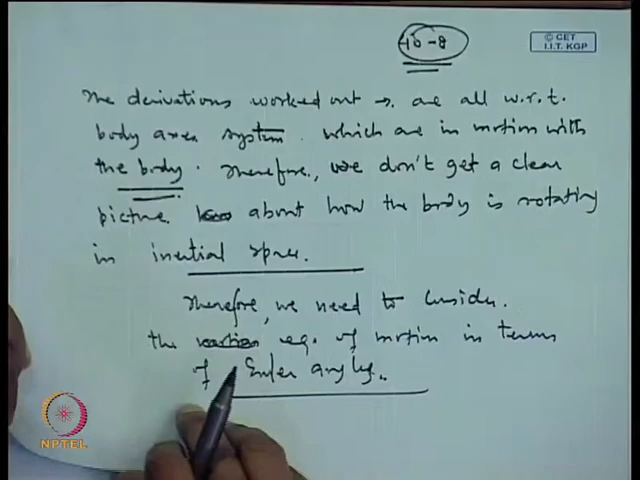 10-8
© CET
I.I.T. KGP
The derivations worked out → are all w.r.t.
body axes system which are in motion with
the body. Therefore, we don't get a clear
picture about how the body is rotating
in inertial space.
Therefore, we need to consider
the eq. of motion in terms
of Euler angles.
NPTEL